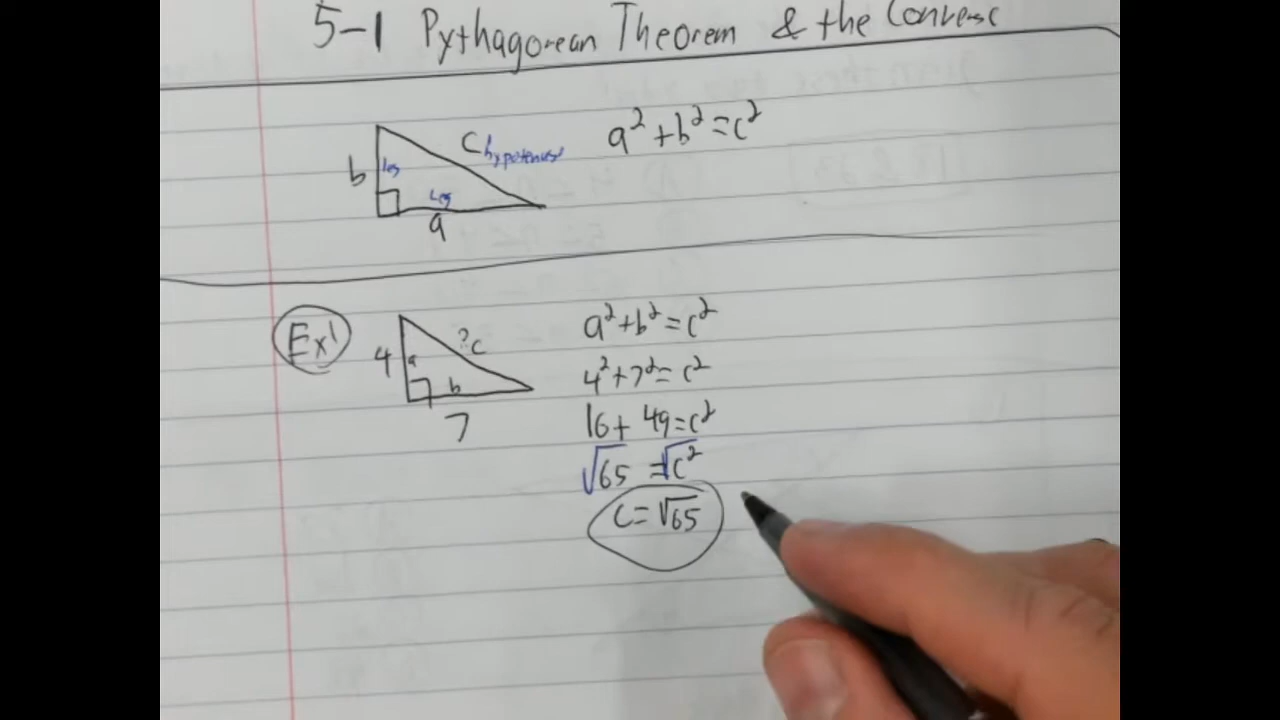 5-1 Pythagorean Theorem & the Converse
b leg Leg a c hypotenuse
a² + b² = c²
Ex1
4 a b 7 ? c
a² + b² = c²
4² + 7² = c²
16 + 49 = c²
√65 = √c²
c = √65